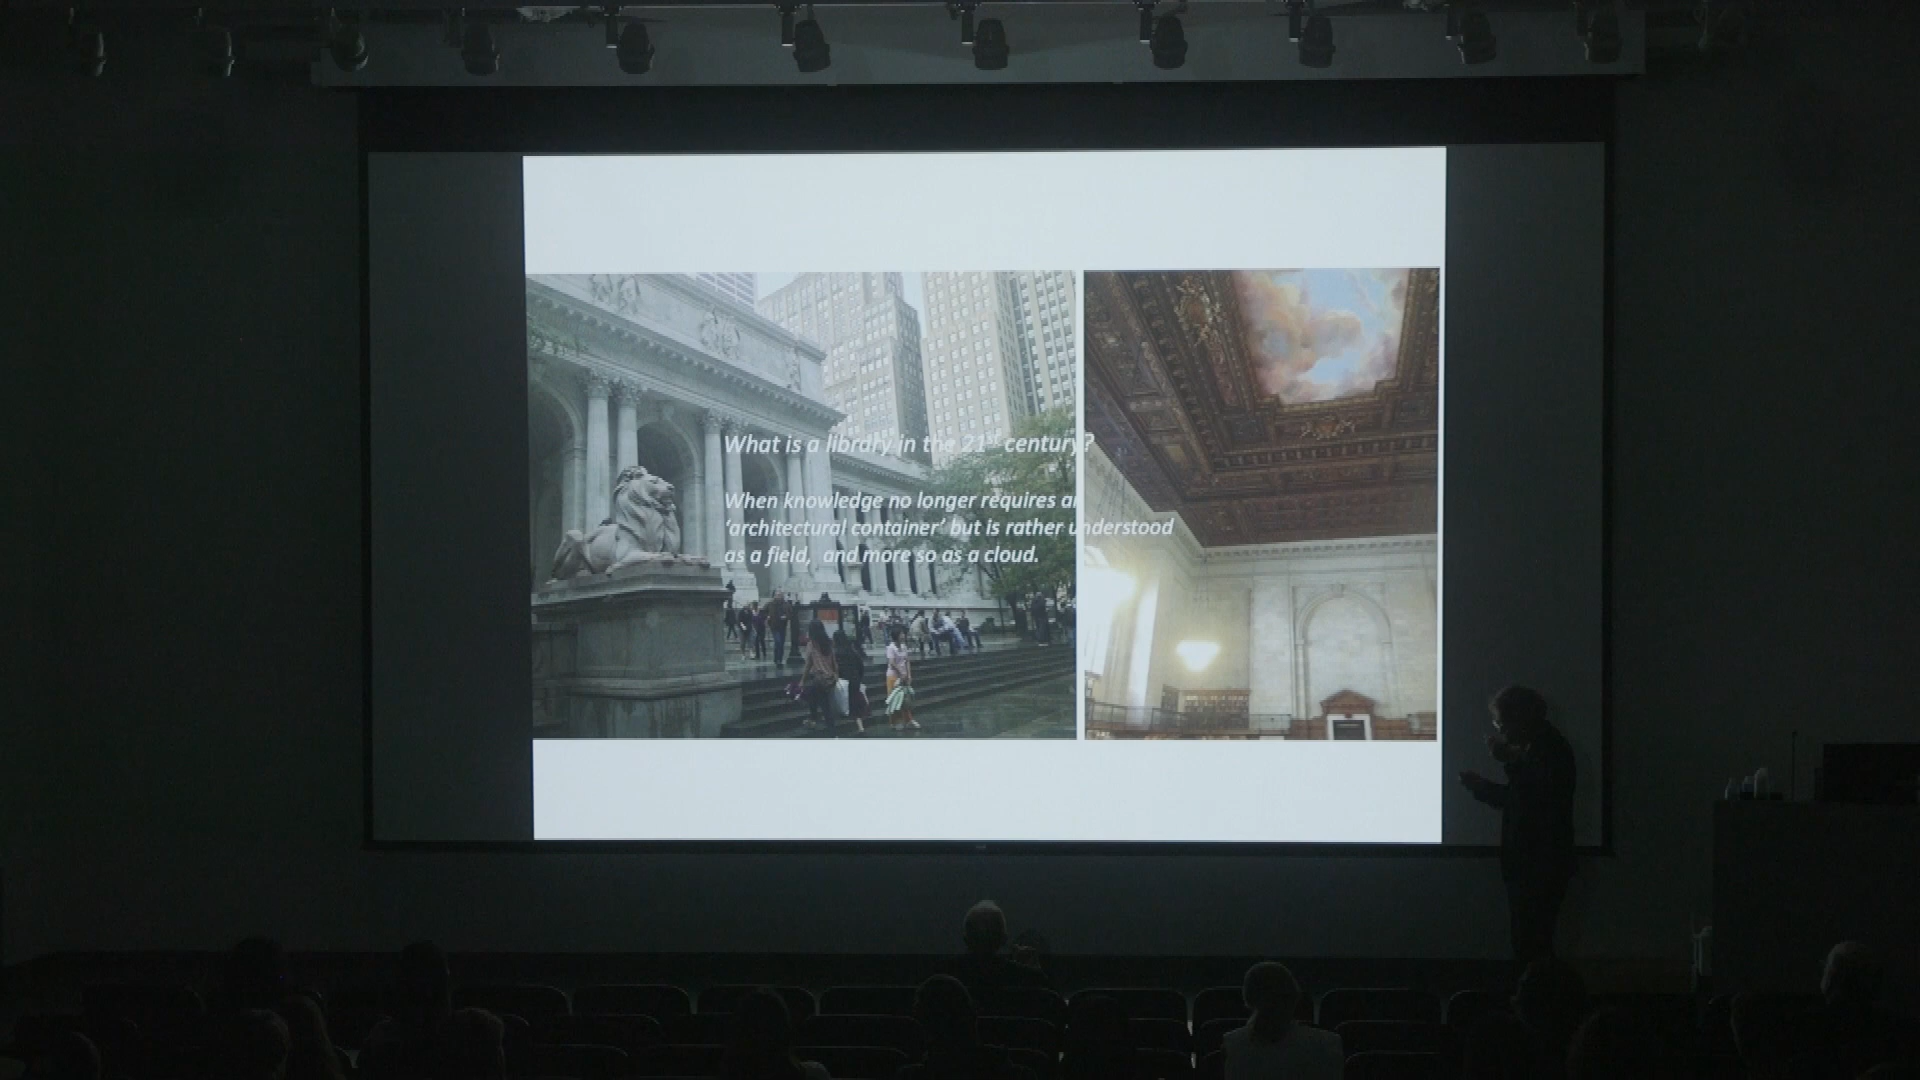 What is a library in the 21st century?
When knowledge no longer requires an
'architectural container' but is rather understood
as a field, and more so as a cloud.